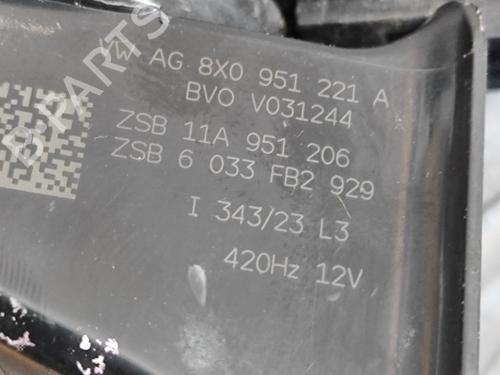 AG 8X0 951 221 A
BVO V031244
ZSB 11A 951 206
ZSB 6 033 FB2 929
I 343/23 L3
420Hz 12V
B-PARTS